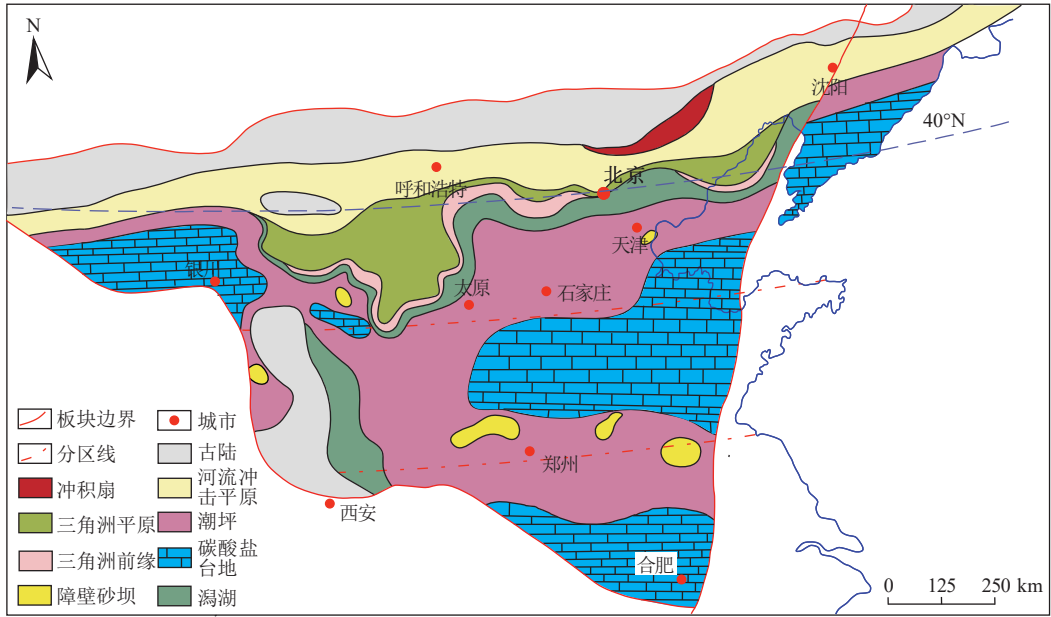 N
沈阳
40°N
北京
呼和浩特
天津
银川
太原
石家庄
郑州
西安
合肥
板块边界
城市
分区线
古陆
冲积扇
河流冲
击平原
三角洲平原
潮坪
三角洲前缘
碳酸盐
台地
障壁砂坝
潟湖
0 125 250 km